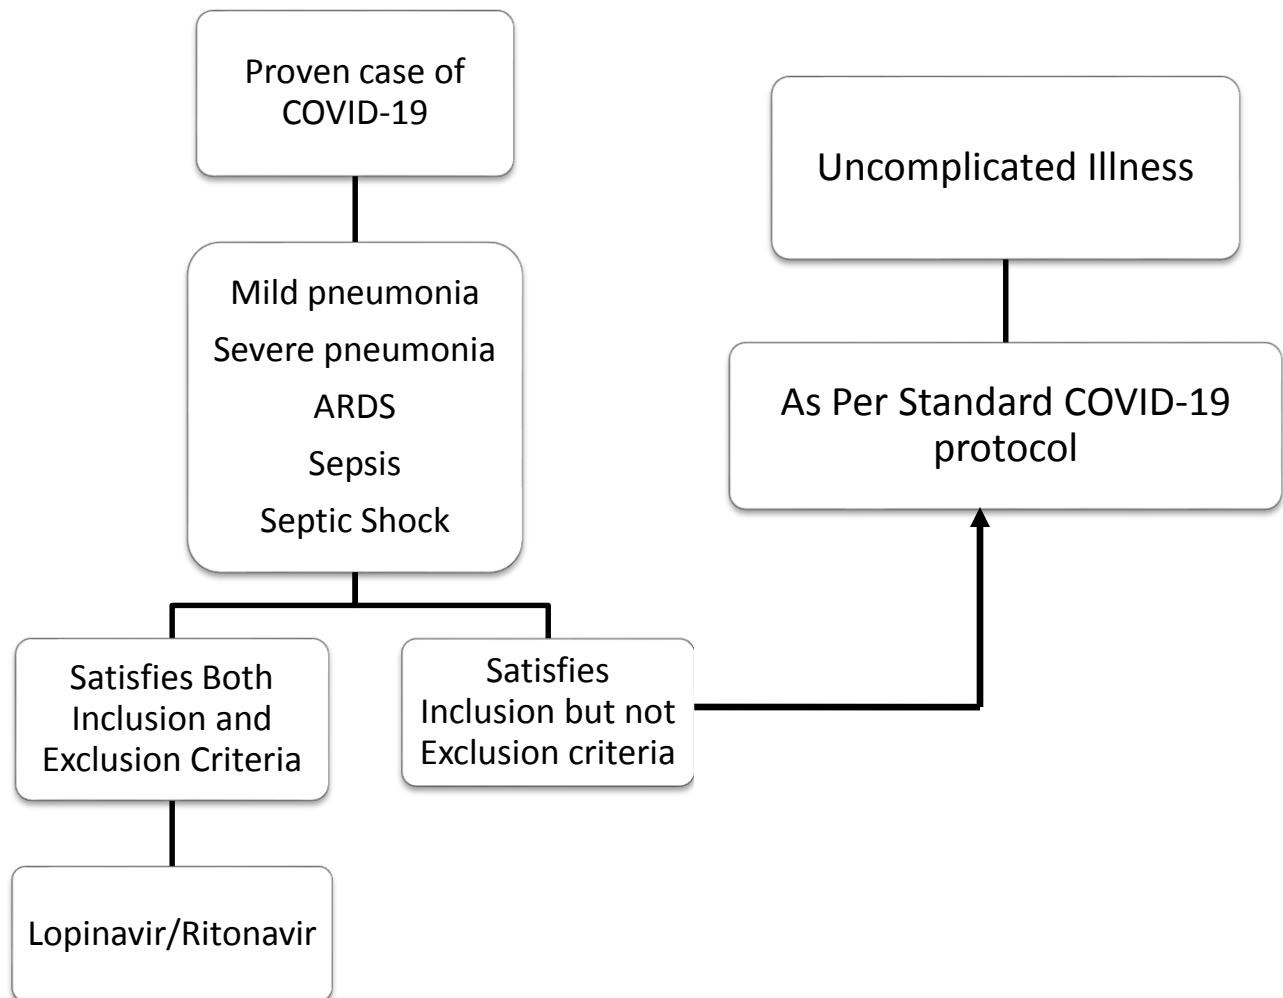 Proven case of
COVID-19
Mild pneumonia
Severe pneumonia
ARDS
Sepsis
Septic Shock
Satisfies Both
Inclusion and
Exclusion Criteria
Satisfies
Inclusion but not
Exclusion criteria
Lopinavir/Ritonavir
Uncomplicated Illness
As Per Standard COVID-19
protocol